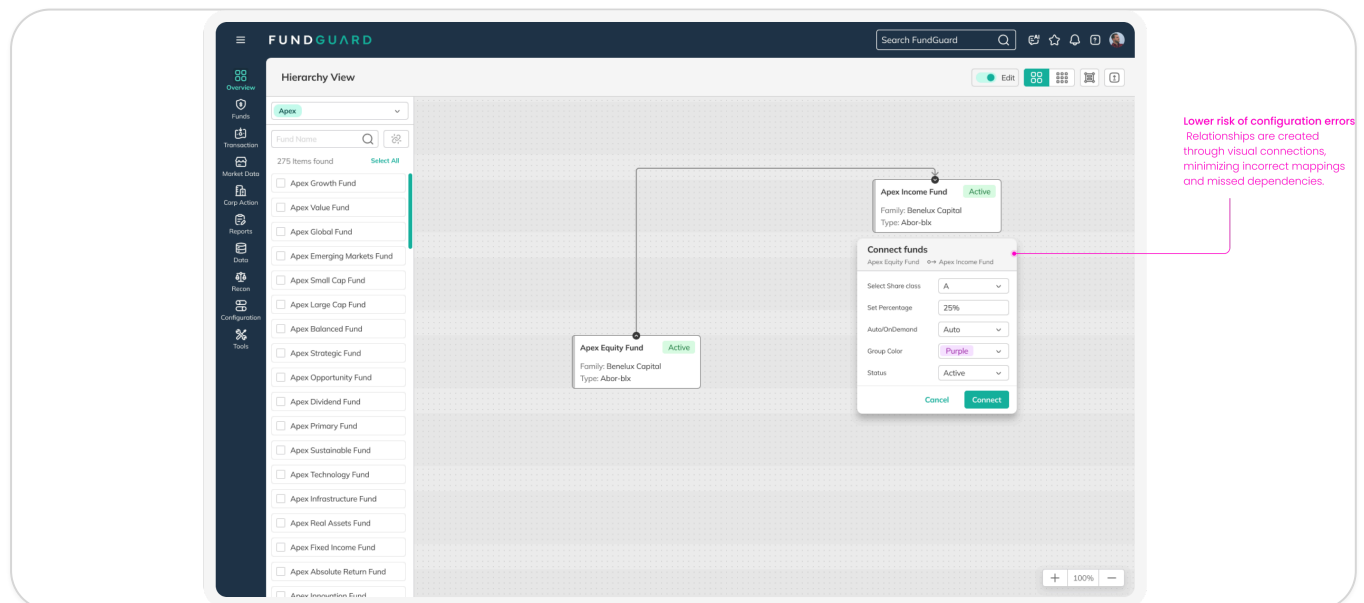 FUNDGUARD
Search FundGuard
Overview
Funds
Transaction
Market Data
Corp Action
Reports
Data
Recon
Configuration
Tools
Hierarchy View
Edit
Apex
Fund Name
275 Items found
Select All
Apex Growth Fund
Apex Value Fund
Apex Global Fund
Apex Emerging Markets Fund
Apex Small Cap Fund
Apex Large Cap Fund
Apex Balanced Fund
Apex Strategic Fund
Apex Opportunity Fund
Apex Dividend Fund
Apex Primary Fund
Apex Sustainable Fund
Apex Technology Fund
Apex Infrastructure Fund
Apex Real Assets Fund
Apex Fixed Income Fund
Apex Absolute Return Fund
Apex Innovation Fund
Apex Equity Fund Active
Family: Benelux Capital
Type: Abor-blx
Apex Income Fund Active
Family: Benelux Capital
Type: Abor-blx
Connect funds
Apex Equity Fund Apex Income Fund
Select Share class A
Set Percentage 25%
Auto/OnDemand Auto
Group Color Purple
Status Active
Cancel Connect
100%
Lower risk of configuration errors
Relationships are created
through visual connections,
minimizing incorrect mappings
and missed dependencies.